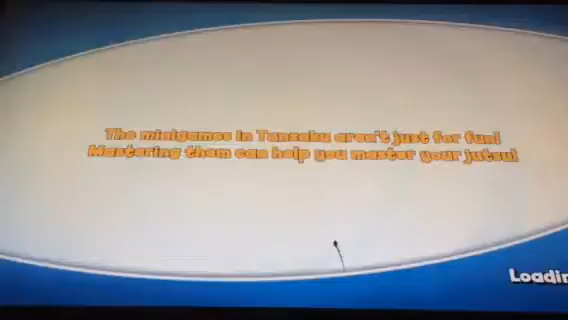 The minigames in Tanzaku aren't just for fun!
Mastering them can help you master your jutsu!
Loadin